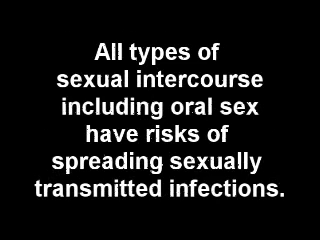 All types of
sexual intercourse
including oral sex
have risks of
spreading sexually
transmitted infections.